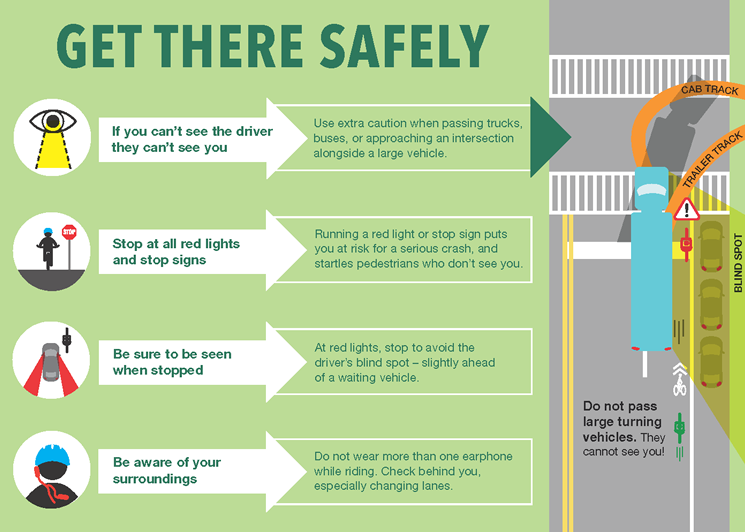 GET THERE SAFELY
If you can't see the driver
they can't see you
Use extra caution when passing trucks,
buses, or approaching an intersection
alongside a large vehicle.
STOP
Stop at all red lights
and stop signs
Running a red light or stop sign puts
you at risk for a serious crash, and
startles pedestrians who don't see you.
Be sure to be seen
when stopped
At red lights, stop to avoid the
driver's blind spot – slightly ahead
of a waiting vehicle.
Be aware of your
surroundings
Do not wear more than one earphone
while riding. Check behind you,
especially changing lanes.
CAB TRACK
TRAILER TRACK
!
BLIND SPOT
Do not pass
large turning
vehicles. They
cannot see you!